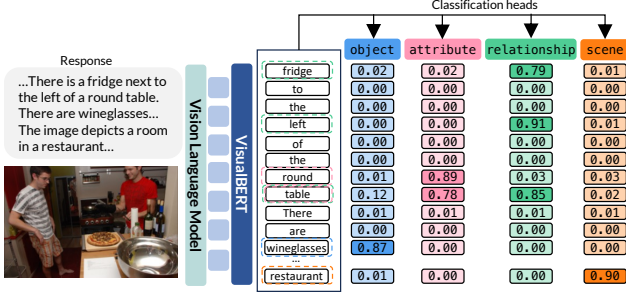 Classification heads
Response
...There is a fridge next to
the left of a round table.
There are wineglasses...
The image depicts a room
in a restaurant...
Vision Language Model
VisualBERT
object attribute relationship scene
fridge 0.02 0.02 0.79 0.01
to 0.00 0.00 0.00 0.00
the 0.00 0.00 0.00 0.00
left 0.00 0.00 0.91 0.01
of 0.00 0.00 0.00 0.00
the 0.00 0.00 0.00 0.00
round 0.01 0.89 0.03 0.03
table 0.12 0.78 0.85 0.02
There 0.01 0.01 0.01 0.01
are 0.00 0.00 0.00 0.00
wineglasses 0.87 0.00 0.00 0.00
...
restaurant 0.01 0.00 0.00 0.90